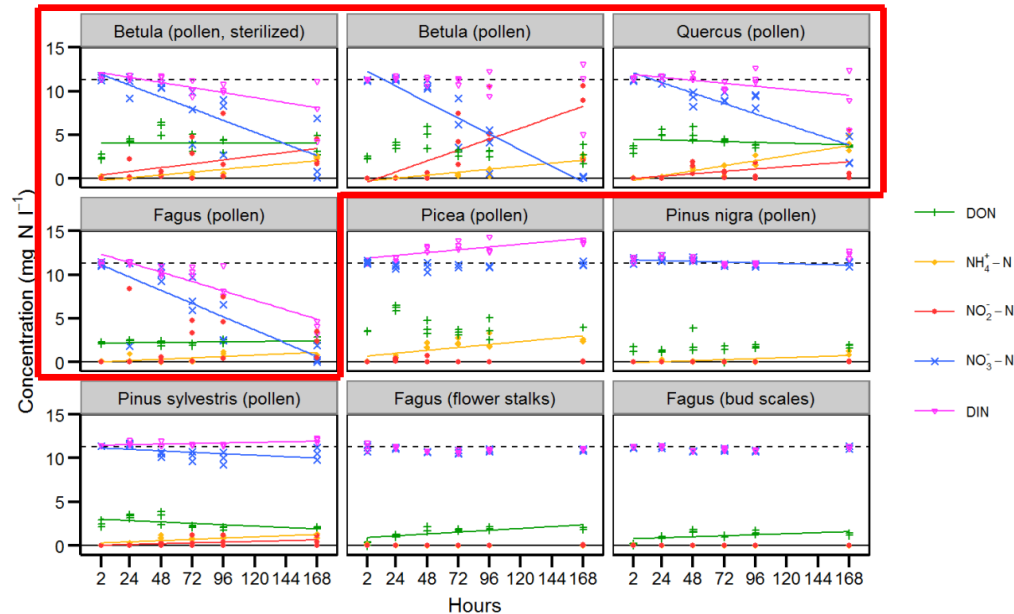 Betula (pollen, sterilized)
Betula (pollen)
Quercus (pollen)
15
10
5
0
Fagus (pollen)
Picea (pollen)
Pinus nigra (pollen)
15
10
5
0
Pinus sylvestris (pollen)
Fagus (flower stalks)
Fagus (bud scales)
15
10
5
0
2 24 48 72 96 120 144 168
2 24 48 72 96 120 144 168
2 24 48 72 96 120 144 168
Hours
Concentration (mg N l⁻¹)
DON
NH₄⁺−N
NO₂⁻−N
NO₃⁻−N
DIN